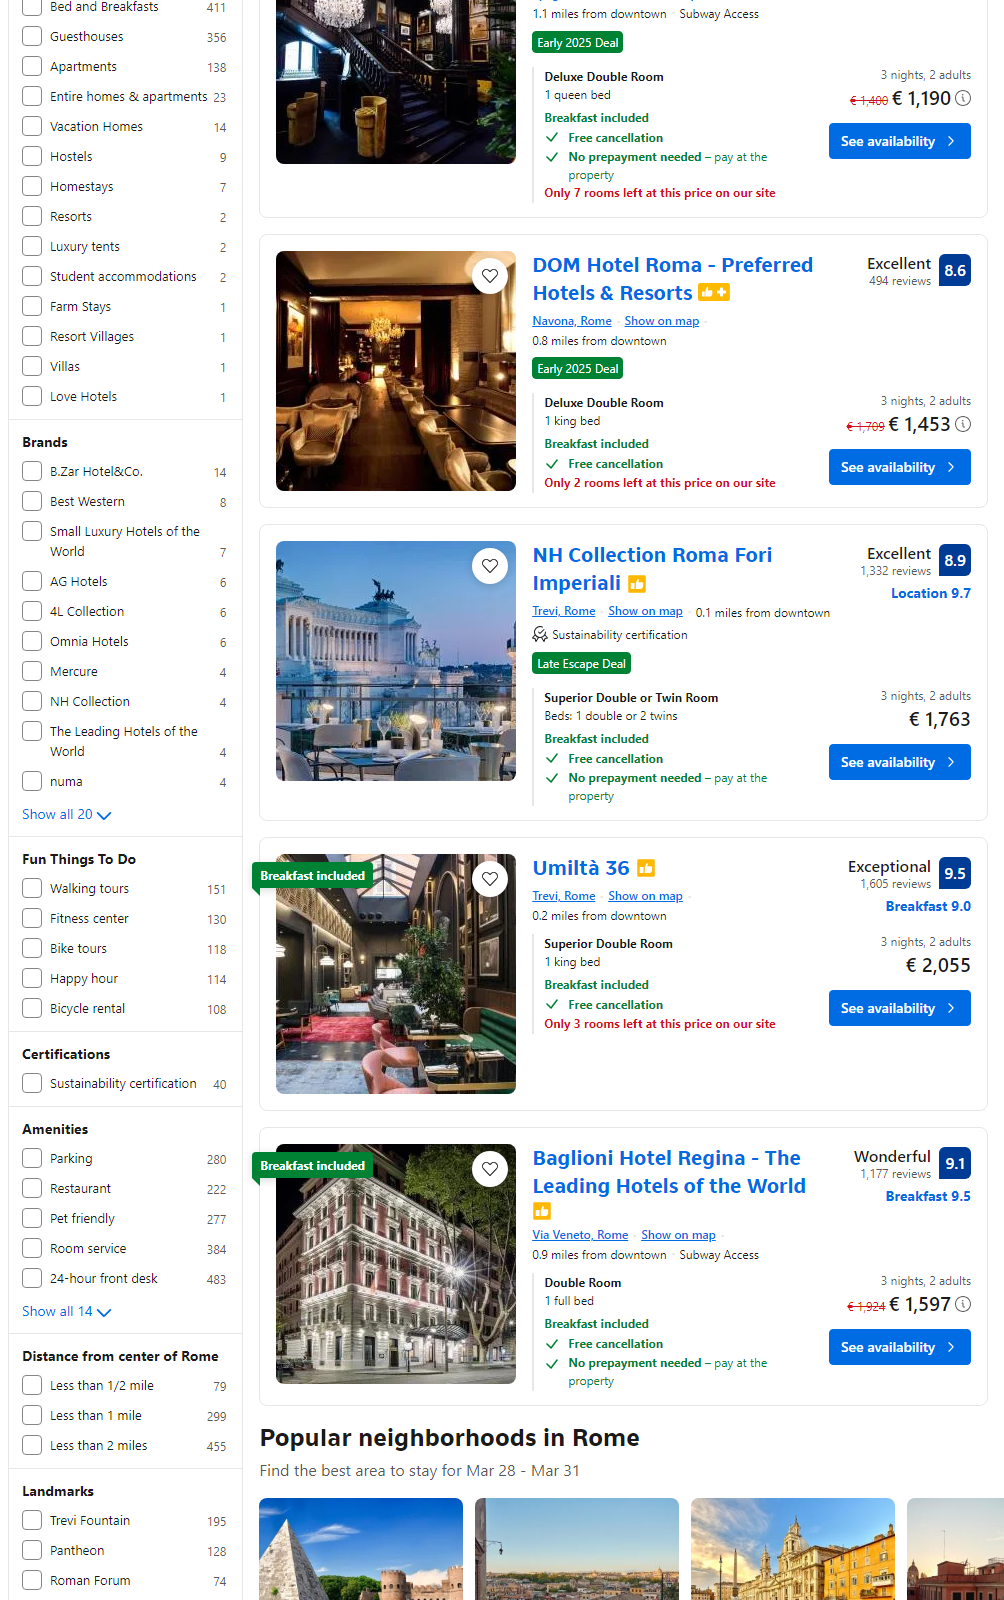 Bed and Breakfasts 411
Guesthouses 356
Apartments 138
Entire homes & apartments 23
Vacation Homes 14
Hostels 9
Homestays 7
Resorts 2
Luxury tents 2
Student accommodations 2
Farm Stays 1
Resort Villages 1
Villas 1
Love Hotels 1
Brands
B.Zar Hotel&Co. 14
Best Western 8
Small Luxury Hotels of the
World 7
AG Hotels 6
4L Collection 6
Omnia Hotels 6
Mercure 4
NH Collection 4
The Leading Hotels of the
World 4
numa 4
Show all 20
Fun Things To Do
Walking tours 151
Fitness center 130
Bike tours 118
Happy hour 114
Bicycle rental 108
Certifications
Sustainability certification 40
Amenities
Parking 280
Restaurant 222
Pet friendly 277
Room service 384
24-hour front desk 483
Show all 14
Distance from center of Rome
Less than 1/2 mile 79
Less than 1 mile 299
Less than 2 miles 455
Landmarks
Trevi Fountain 195
Pantheon 128
Roman Forum 74
1.1 miles from downtown · Subway Access
Early 2025 Deal
Deluxe Double Room
1 queen bed
Breakfast included
Free cancellation
No prepayment needed – pay at the
property
Only 7 rooms left at this price on our site
3 nights, 2 adults
€ 1,400 € 1,190
See availability
DOM Hotel Roma - Preferred
Hotels & Resorts
Excellent 8.6
494 reviews
Navona, Rome · Show on map ·
0.8 miles from downtown
Early 2025 Deal
Deluxe Double Room
1 king bed
Breakfast included
Free cancellation
Only 2 rooms left at this price on our site
3 nights, 2 adults
€ 1,709 € 1,453
See availability
NH Collection Roma Fori
Imperiali
Excellent 8.9
1,332 reviews
Location 9.7
Trevi, Rome · Show on map · 0.1 miles from downtown
Sustainability certification
Late Escape Deal
Superior Double or Twin Room
Beds: 1 double or 2 twins
Breakfast included
Free cancellation
No prepayment needed – pay at the
property
3 nights, 2 adults
€ 1,763
See availability
Breakfast included
Umiltà 36
Exceptional 9.5
1,605 reviews
Breakfast 9.0
Trevi, Rome · Show on map ·
0.2 miles from downtown
Superior Double Room
1 king bed
Breakfast included
Free cancellation
Only 3 rooms left at this price on our site
3 nights, 2 adults
€ 2,055
See availability
Breakfast included
Baglioni Hotel Regina - The
Leading Hotels of the World
Wonderful 9.1
1,177 reviews
Breakfast 9.5
Via Veneto, Rome · Show on map ·
0.9 miles from downtown · Subway Access
Double Room
1 full bed
Breakfast included
Free cancellation
No prepayment needed – pay at the
property
3 nights, 2 adults
€ 1,924 € 1,597
See availability
Popular neighborhoods in Rome
Find the best area to stay for Mar 28 - Mar 31